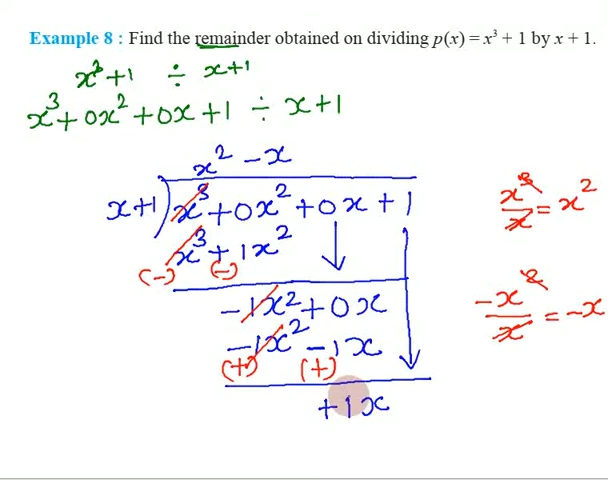 Example 8 : Find the remainder obtained on dividing p(x) = x³ + 1 by x + 1.
x³+1 ÷ x+1
x³+0x²+0x+1 ÷ x+1
x² -x
x+1)x³+0x²+0x+1
x³+1x²
(-) (-)
-1x²+0x
-1x²-1x
(+) (+)
+1x
x³/x = x²
-x²/x = -x